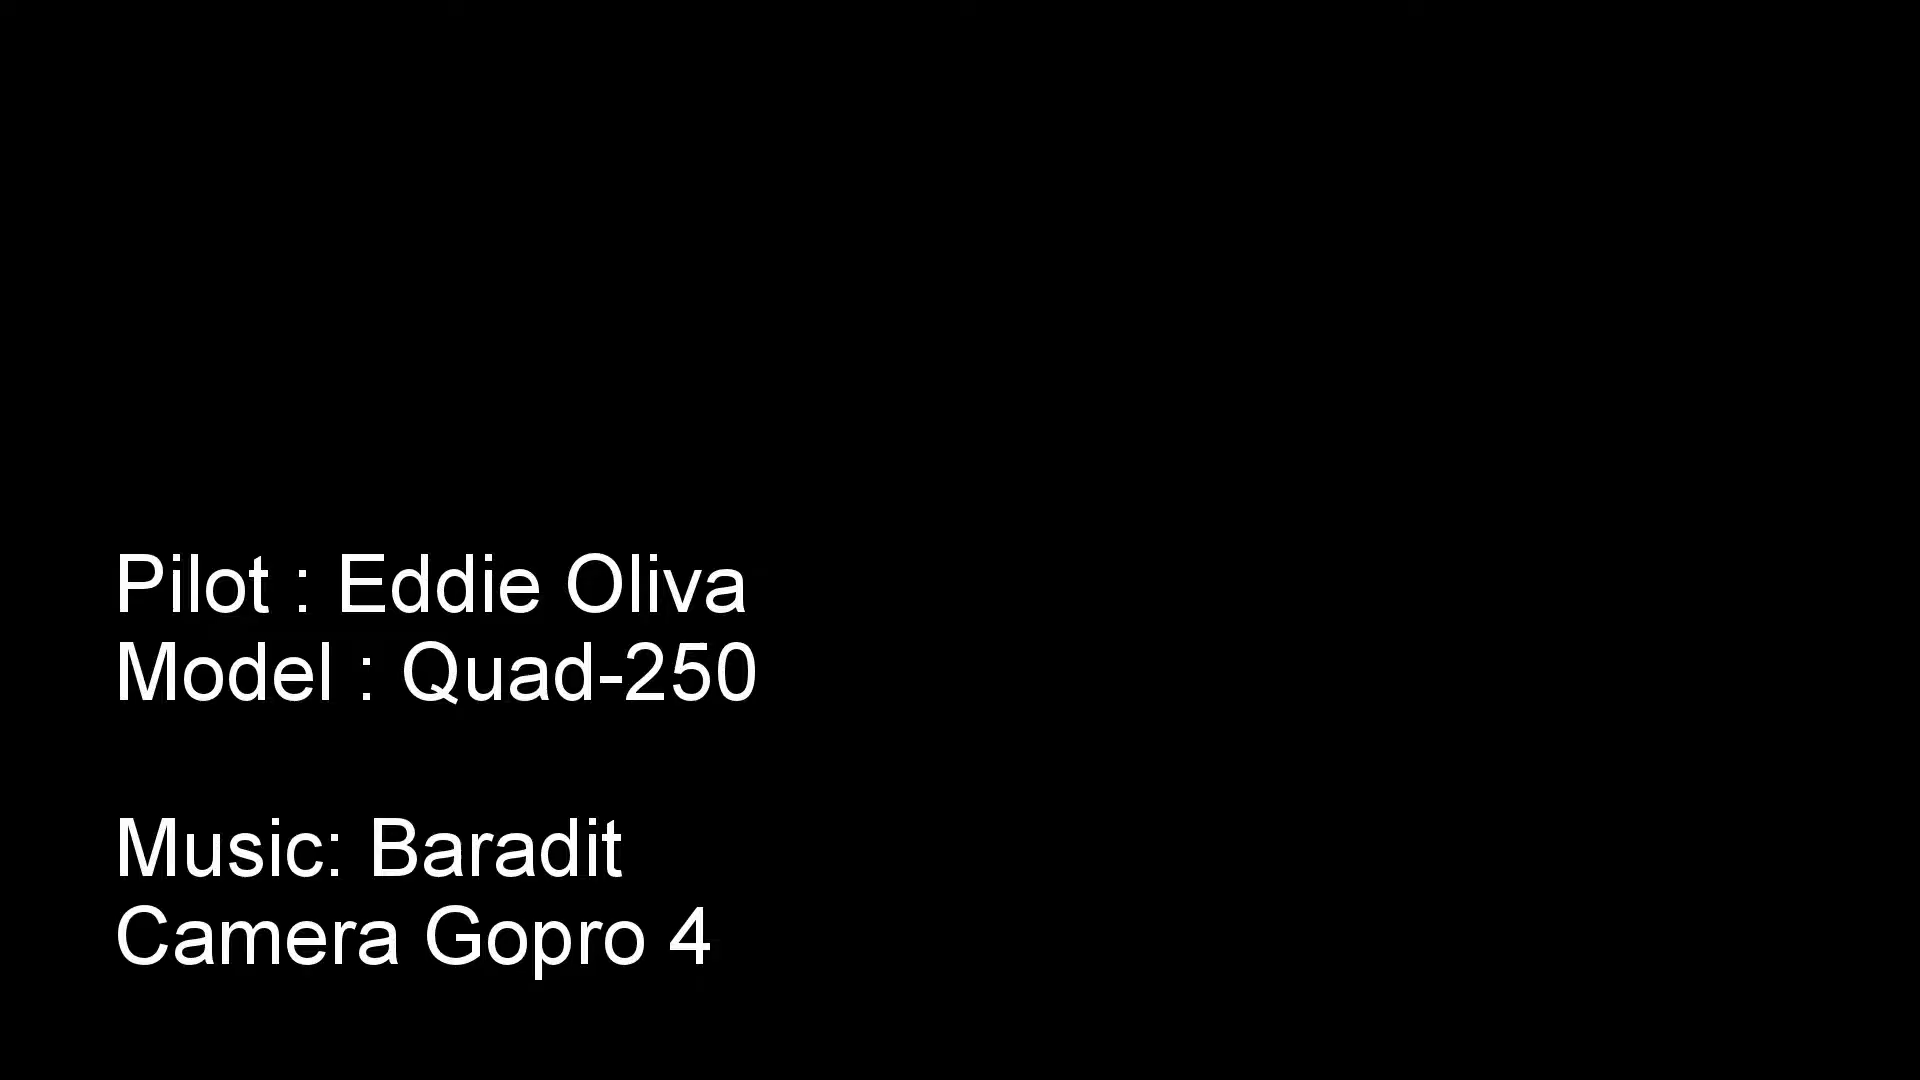 Pilot : Eddie Oliva
Model : Quad-250
Music: Baradit
Camera Gopro 4